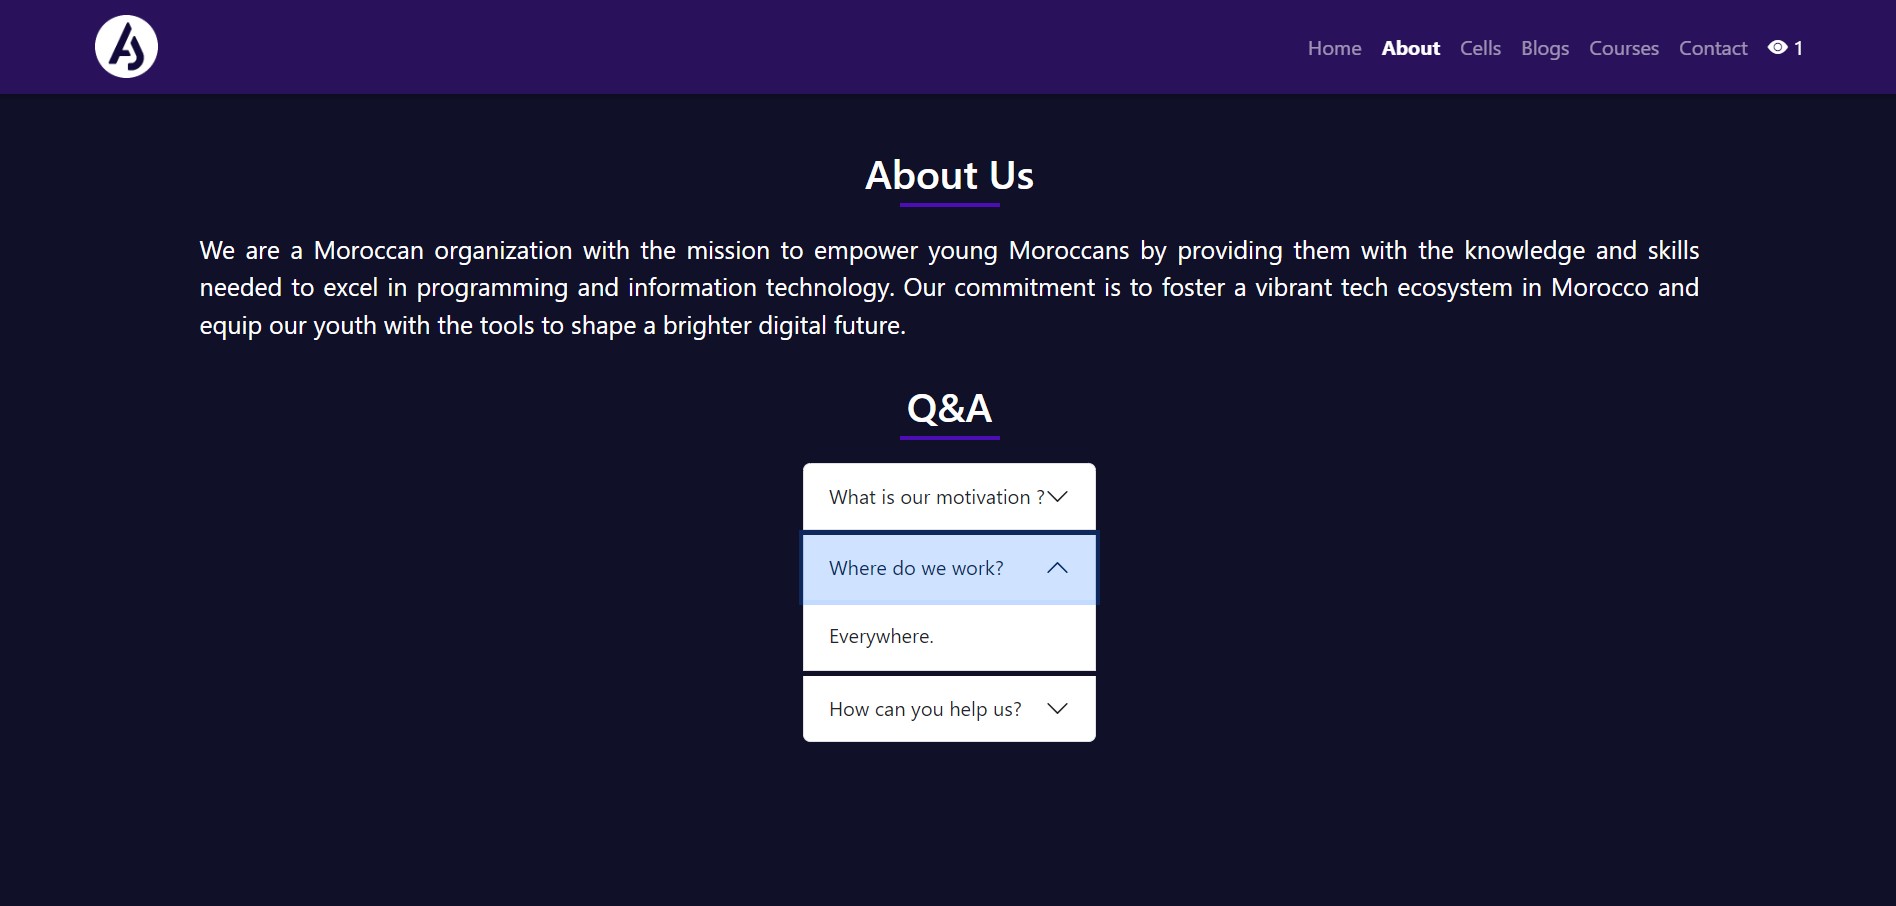 AJ
Home About Cells Blogs Courses Contact 1
About Us
We are a Moroccan organization with the mission to empower young Moroccans by providing them with the knowledge and skills
needed to excel in programming and information technology. Our commitment is to foster a vibrant tech ecosystem in Morocco and
equip our youth with the tools to shape a brighter digital future.
Q&A
What is our motivation ?
Where do we work?
Everywhere.
How can you help us?